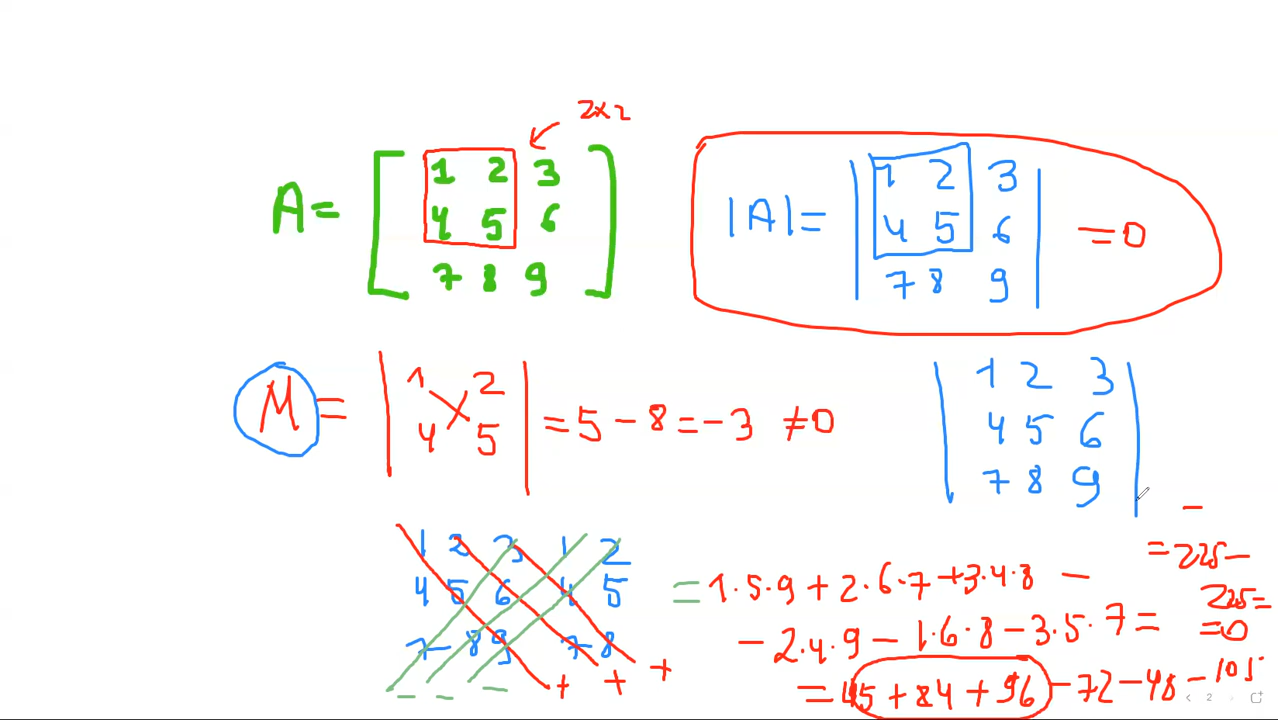 2x2
A = [ 1 2 3
4 5 6
7 8 9 ]
|A| = | 1 2 3
4 5 6
7 8 9 | = 0
M = | 1 2
4 5 | = 5 - 8 = -3 ≠ 0
| 1 2 3
4 5 6
7 8 9 |
1 2 3 1 2
4 5 6 4 5
7 8 9 7 8
- - - + + +
= 1·5·9 + 2·6·7 + 3·4·8 -
- 2·4·9 - 1·6·8 - 3·5·7 =
= 45 + 84 + 96 - 72 - 48 - 105
-
= 225 -
225 =
= 0
2